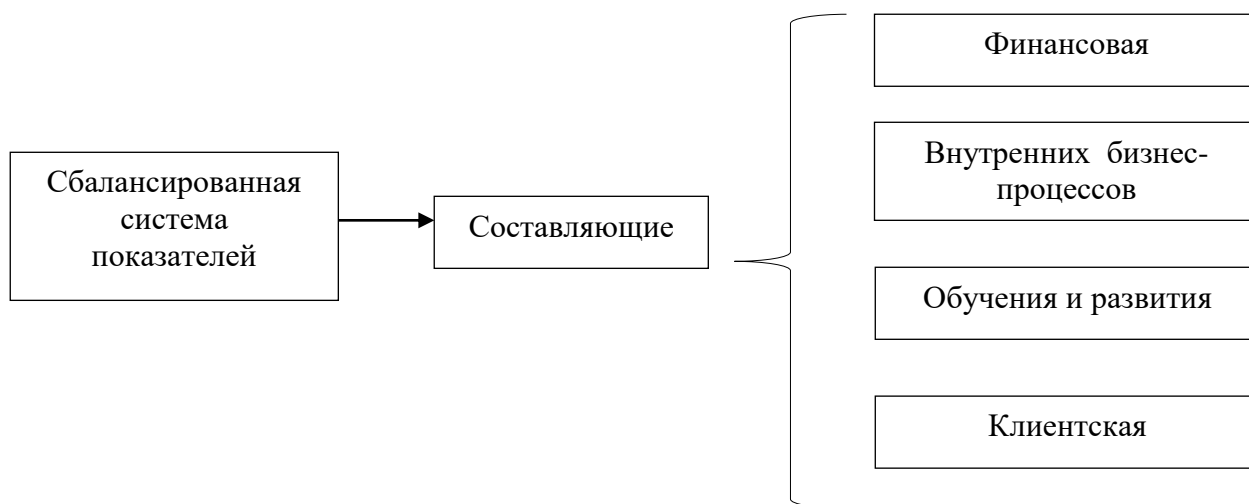 Сбалансированная
система
показателей
Составляющие
Финансовая
Внутренних бизнес-
процессов
Обучения и развития
Клиентская